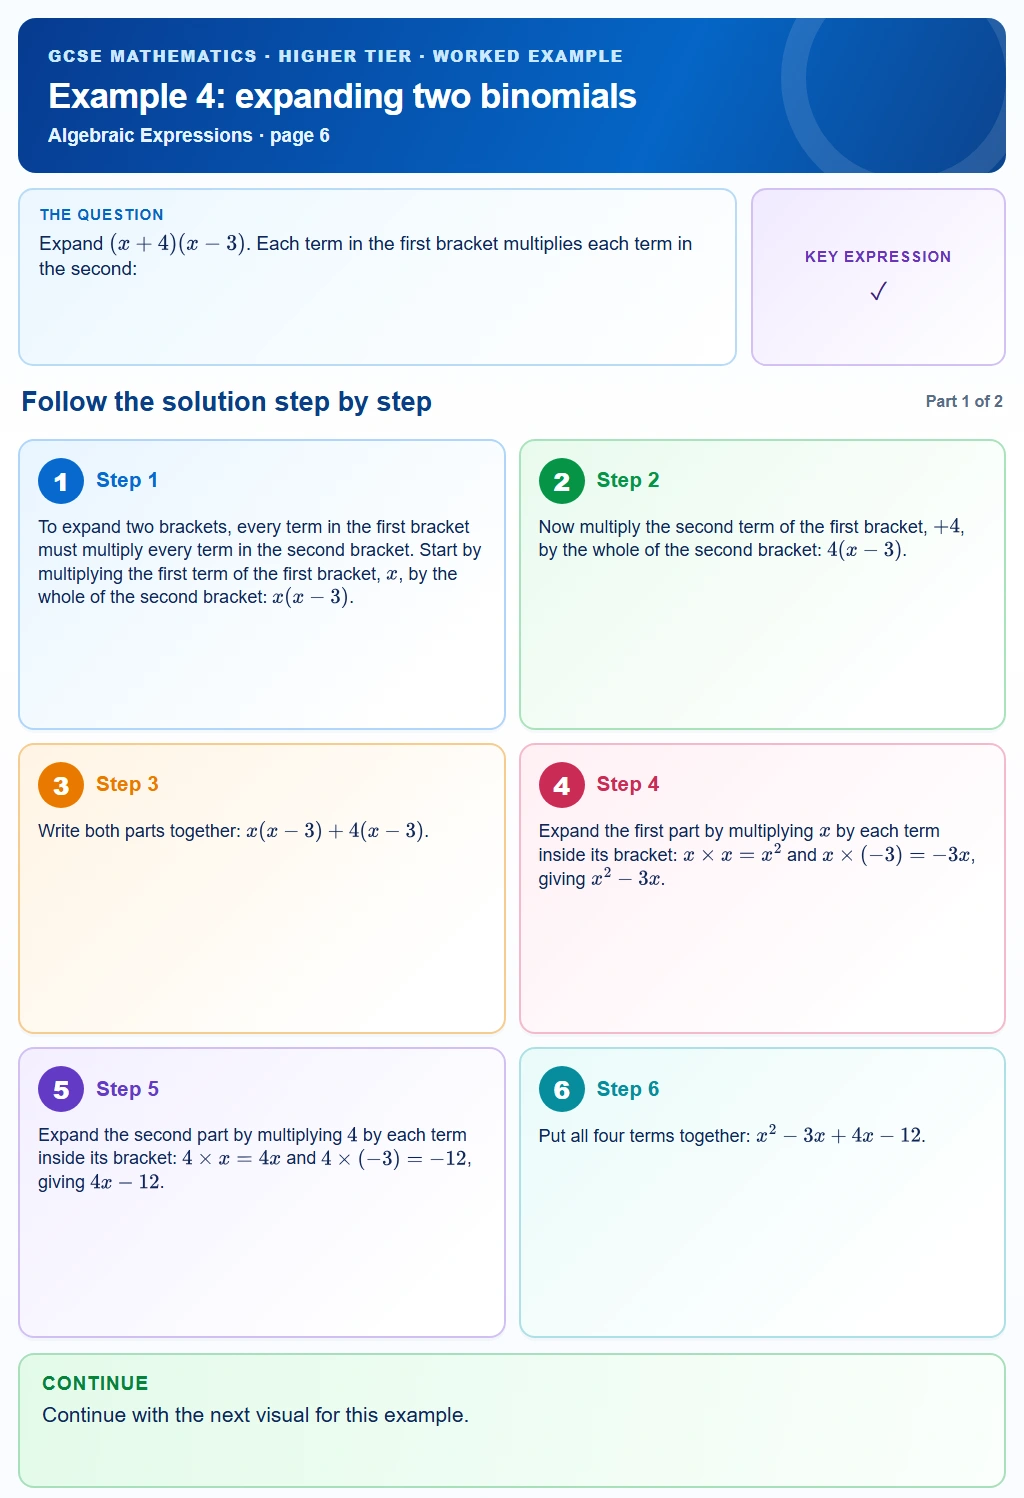 GCSE MATHEMATICS · HIGHER TIER · WORKED EXAMPLE
Example 4: expanding two binomials
Algebraic Expressions · page 6
THE QUESTION
Expand (x + 4)(x − 3). Each term in the first bracket multiplies each term in
the second:
KEY EXPRESSION
✓
Follow the solution step by step
Part 1 of 2
1 Step 1
To expand two brackets, every term in the first bracket
must multiply every term in the second bracket. Start by
multiplying the first term of the first bracket, x, by the
whole of the second bracket: x(x − 3).
2 Step 2
Now multiply the second term of the first bracket, +4,
by the whole of the second bracket: 4(x − 3).
3 Step 3
Write both parts together: x(x − 3) + 4(x − 3).
4 Step 4
Expand the first part by multiplying x by each term
inside its bracket: x × x = x² and x × (−3) = −3x,
giving x² − 3x.
5 Step 5
Expand the second part by multiplying 4 by each term
inside its bracket: 4 × x = 4x and 4 × (−3) = −12,
giving 4x − 12.
6 Step 6
Put all four terms together: x² − 3x + 4x − 12.
CONTINUE
Continue with the next visual for this example.